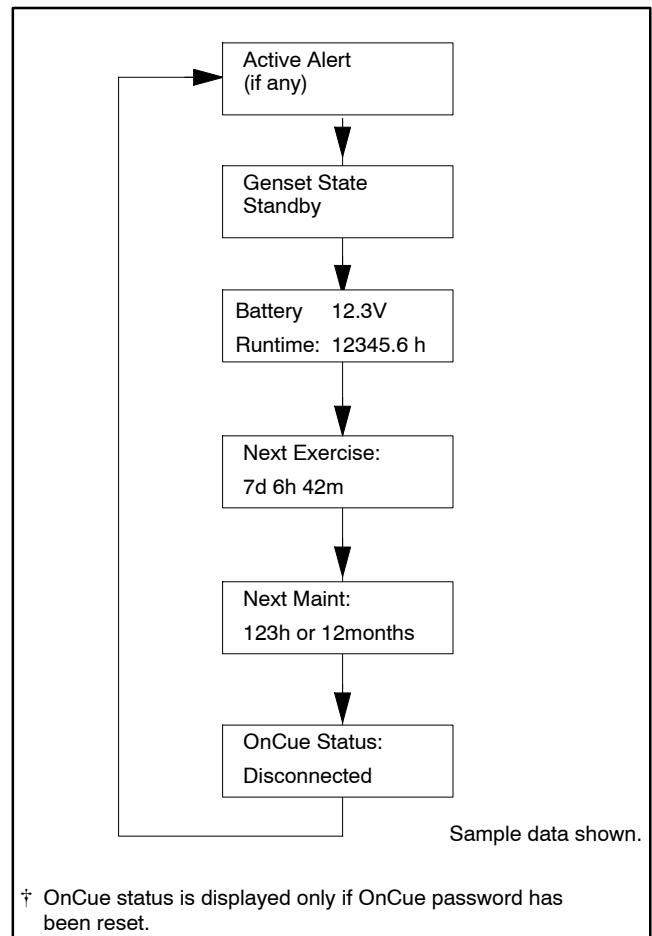 Active Alert
(if any)
Genset State
Standby
Battery 12.3V
Runtime: 12345.6 h
Next Exercise:
7d 6h 42m
Next Maint:
123h or 12months
OnCue Status:
Disconnected
Sample data shown.
† OnCue status is displayed only if OnCue password has
been reset.